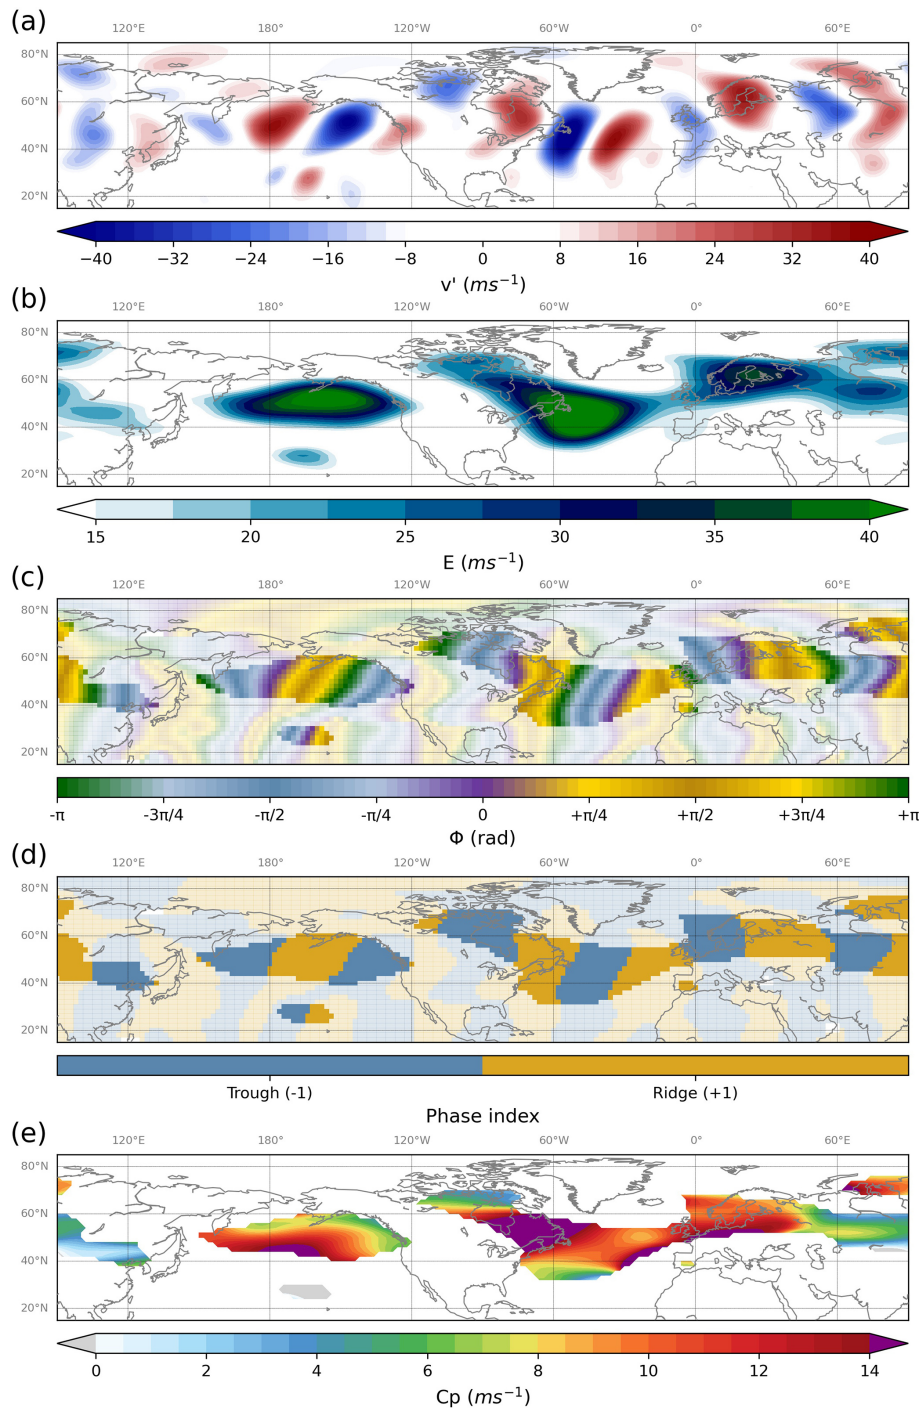 (a)
120°E 180° 120°W 60°W 0° 60°E
80°N
60°N
40°N
20°N
−40 −32 −24 −16 −8 0 8 16 24 32 40
v' (ms⁻¹)
(b)
120°E 180° 120°W 60°W 0° 60°E
80°N
60°N
40°N
20°N
15 20 25 30 35 40
E (ms⁻¹)
(c)
120°E 180° 120°W 60°W 0° 60°E
80°N
60°N
40°N
20°N
-π -3π/4 -π/2 -π/4 0 +π/4 +π/2 +3π/4 +π
Φ (rad)
(d)
120°E 180° 120°W 60°W 0° 60°E
80°N
60°N
40°N
20°N
Trough (-1) Ridge (+1)
Phase index
(e)
120°E 180° 120°W 60°W 0° 60°E
80°N
60°N
40°N
20°N
0 2 4 6 8 10 12 14
Cp (ms⁻¹)